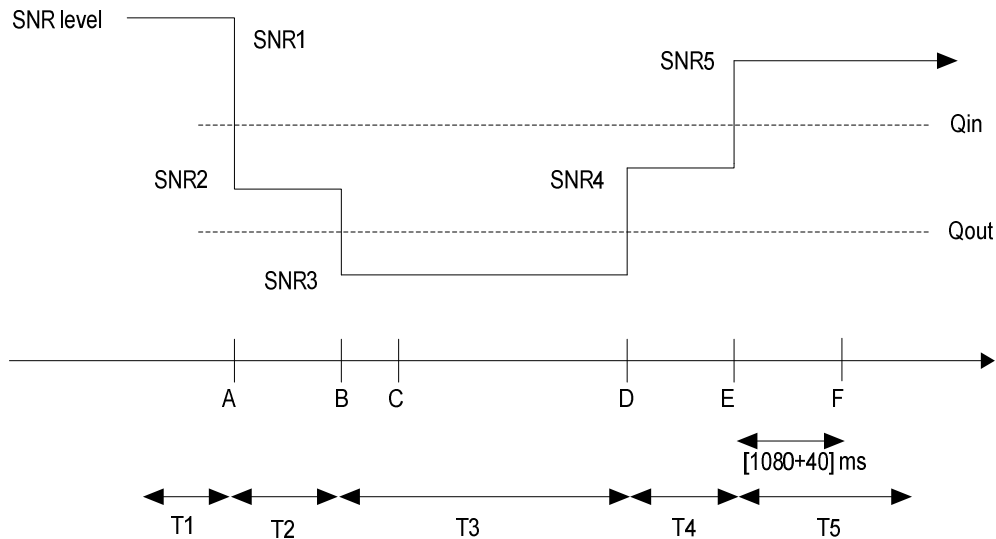 SNR level
SNR1
SNR5
Qin
SNR2
SNR4
Qout
SNR3
A
B
C
D
E
F
[1080+40] ms
T1
T2
T3
T4
T5